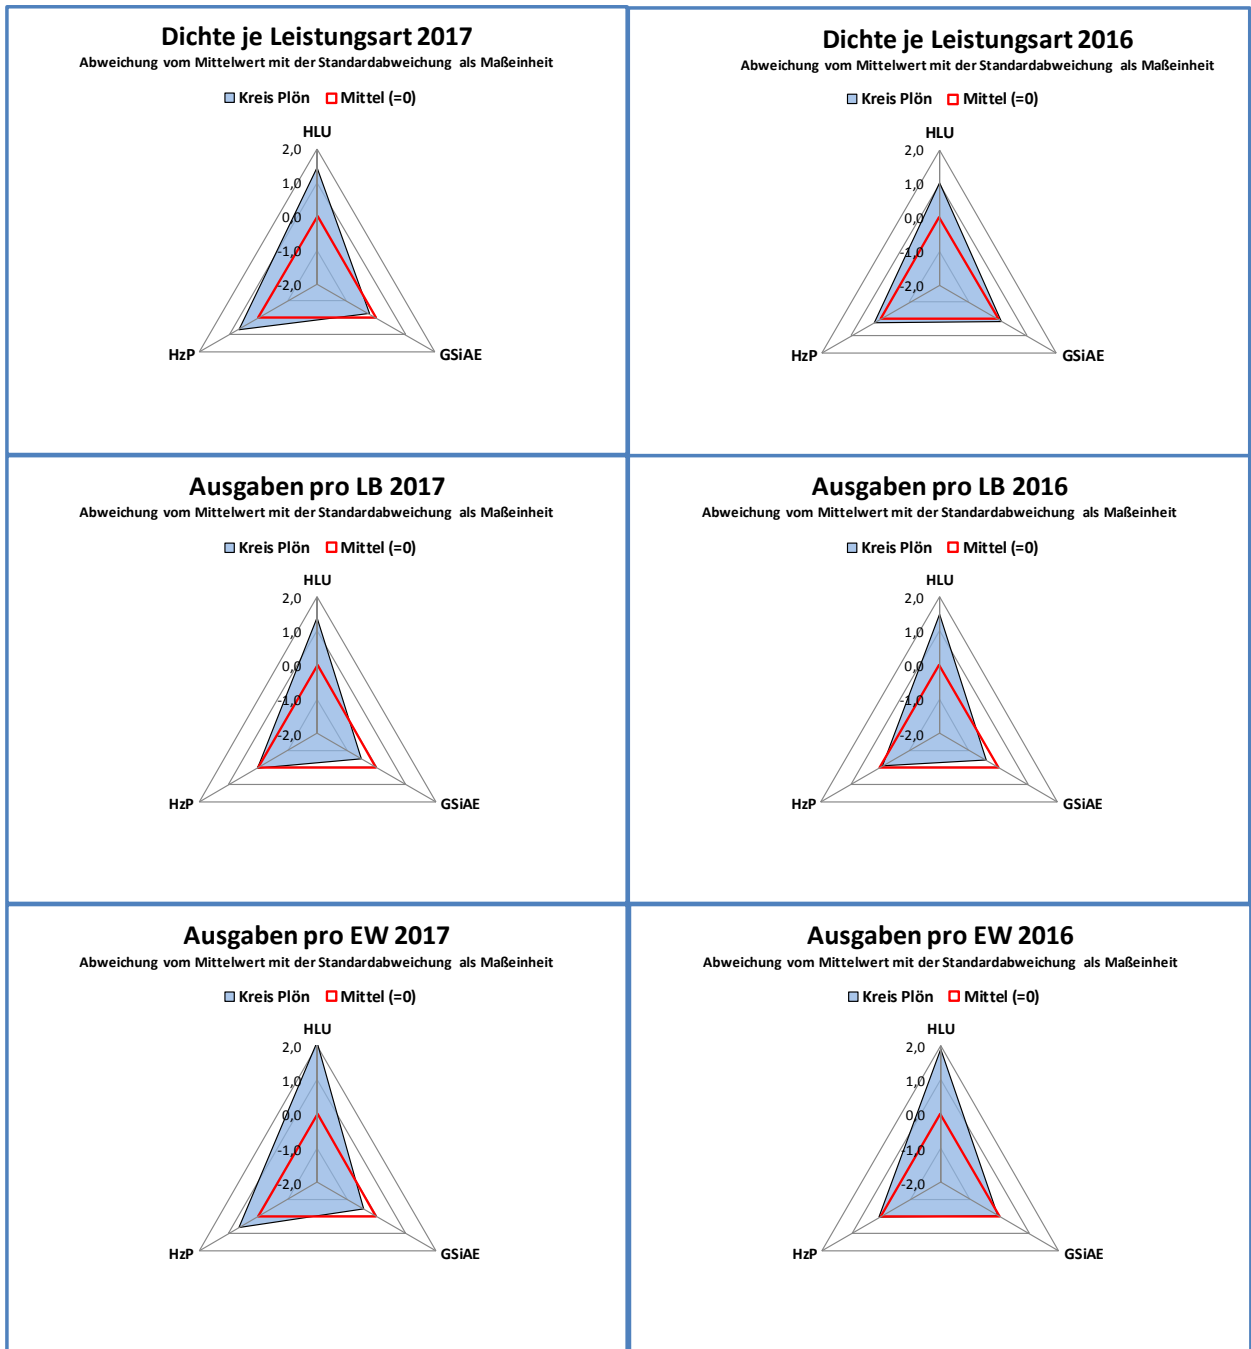 Dichte je Leistungsart 2017
Abweichung vom Mittelwert mit der Standardabweichung als Maßeinheit
Kreis Plön Mittel (=0)
HLU
2,0
1,0
0,0
-1,0
-2,0
HzP
GSiAE
Dichte je Leistungsart 2016
Abweichung vom Mittelwert mit der Standardabweichung als Maßeinheit
Kreis Plön Mittel (=0)
HLU
2,0
1,0
0,0
-1,0
-2,0
HzP
GSiAE
Ausgaben pro LB 2017
Abweichung vom Mittelwert mit der Standardabweichung als Maßeinheit
Kreis Plön Mittel (=0)
HLU
2,0
1,0
0,0
-1,0
-2,0
HzP
GSiAE
Ausgaben pro LB 2016
Abweichung vom Mittelwert mit der Standardabweichung als Maßeinheit
Kreis Plön Mittel (=0)
HLU
2,0
1,0
0,0
-1,0
-2,0
HzP
GSiAE
Ausgaben pro EW 2017
Abweichung vom Mittelwert mit der Standardabweichung als Maßeinheit
Kreis Plön Mittel (=0)
HLU
2,0
1,0
0,0
-1,0
-2,0
HzP
GSiAE
Ausgaben pro EW 2016
Abweichung vom Mittelwert mit der Standardabweichung als Maßeinheit
Kreis Plön Mittel (=0)
HLU
2,0
1,0
0,0
-1,0
-2,0
HzP
GSiAE